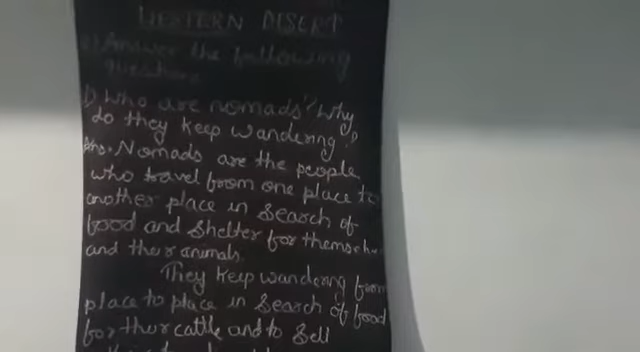 WESTERN DESERT
Answer the following
questions
1) Who are nomads? Why
do they keep wandering?
Ans. Nomads are the people
who travel from one place to
another place in search of
food and shelter for themselves
and their animals.
They keep wandering from
place to place in search of food
for their cattle and to sell